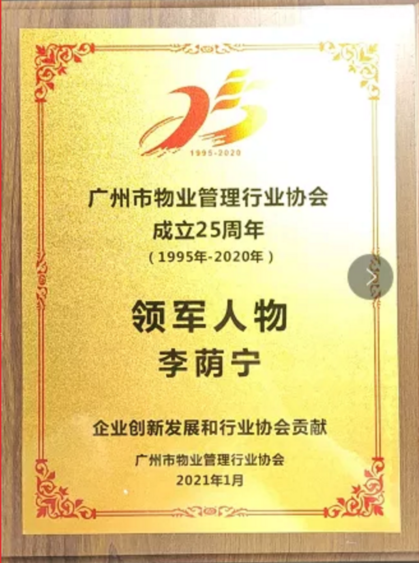 25
1995-2020
广州市物业管理行业协会
成立25周年
（1995年-2020年）
领军人物
李荫宁
企业创新发展和行业协会贡献
广州市物业管理行业协会
2021年1月